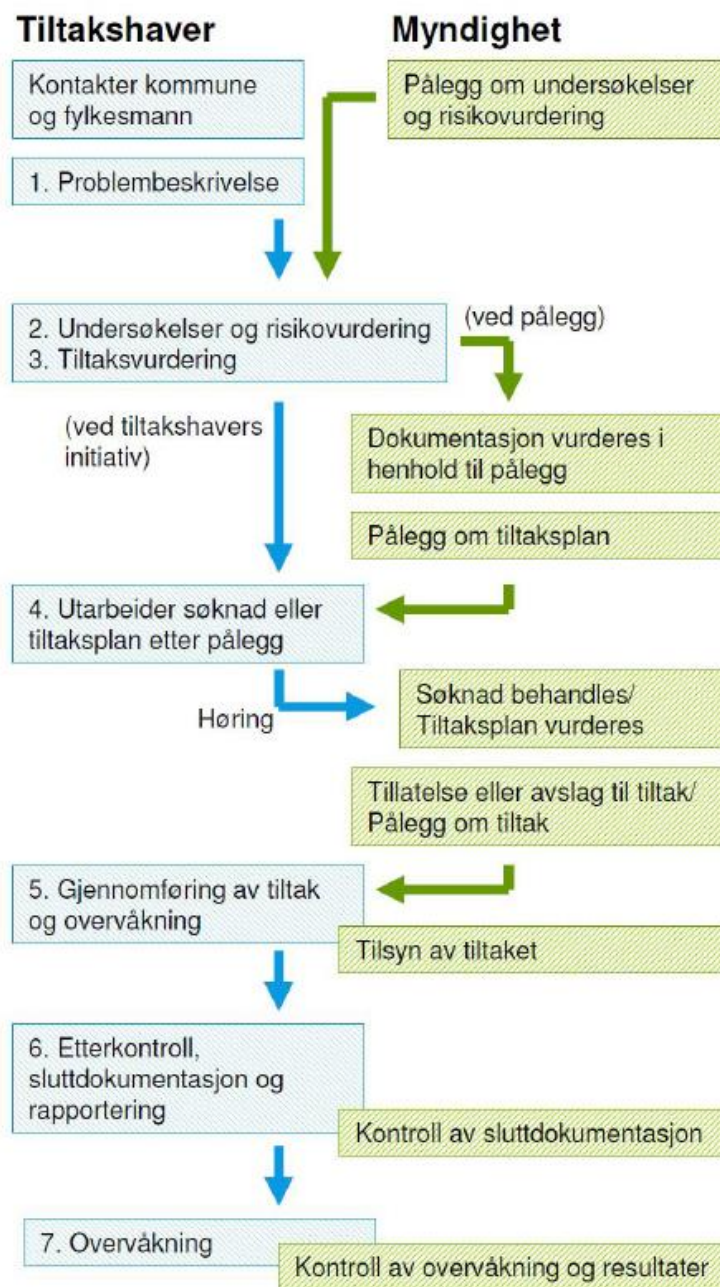 Tiltakshaver
Myndighet
Kontakter kommune
og fylkesmann
Pålegg om undersøkelser
og risikovurdering
1. Problembeskrivelse
2. Undersøkelser og risikovurdering
3. Tiltaksvurdering
(ved pålegg)
(ved tiltakshavers
initiativ)
Dokumentasjon vurderes i
henhold til pålegg
Pålegg om tiltaksplan
4. Utarbeider søknad eller
tiltaksplan etter pålegg
Høring
Søknad behandles/
Tiltaksplan vurderes
Tillatelse eller avslag til tiltak/
Pålegg om tiltak
5. Gjennomføring av tiltak
og overvåkning
Tilsyn av tiltaket
6. Etterkontroll,
sluttdokumentasjon og
rapportering
Kontroll av sluttdokumentasjon
7. Overvåkning
Kontroll av overvåkning og resultater